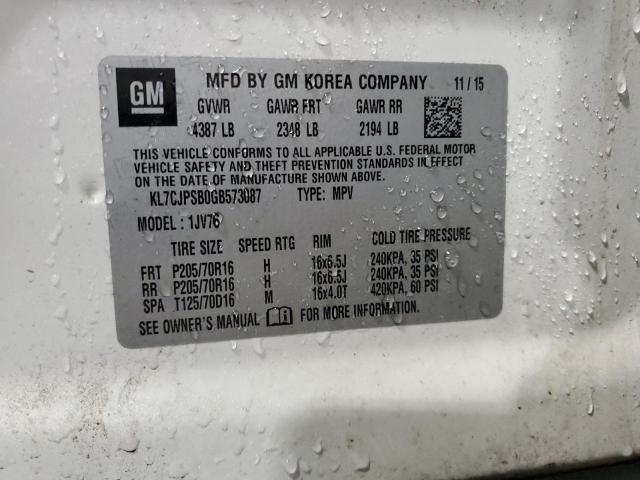 GM MFD BY GM KOREA COMPANY 11/15
GVWR GAWR FRT GAWR RR
4387 LB 2348 LB 2194 LB
THIS VEHICLE CONFORMS TO ALL APPLICABLE U.S. FEDERAL MOTOR
VEHICLE SAFETY AND THEFT PREVENTION STANDARDS IN EFFECT
ON THE DATE OF MANUFACTURE SHOWN ABOVE.
KL7CJPSB0GB573087 TYPE: MPV
MODEL : 1JV76
TIRE SIZE SPEED RTG RIM COLD TIRE PRESSURE
FRT P205/70R16 H 16x6.5J 240KPA, 35 PSI
RR P205/70R16 H 16x6.5J 240KPA, 35 PSI
SPA T125/70D16 M 16x4.0T 420KPA, 60 PSI
SEE OWNER'S MANUAL FOR MORE INFORMATION.